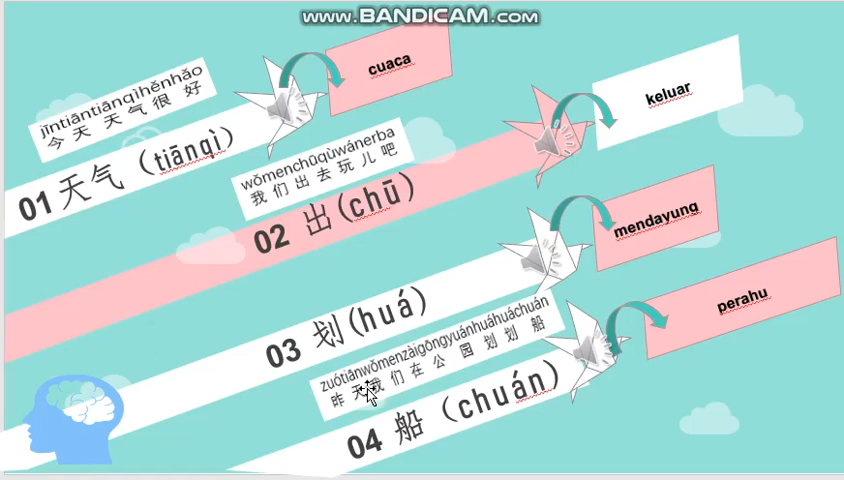 www.BANDICAM.com
jīntiāntiānqìhěnhǎo
今天天气很好
01 天气（tiānqì）
cuaca
wǒmenchūqùwánerba
我们出去玩儿吧
02 出(chū)
keluar
03 划(huá)
mendayung
zuótiānwǒmenzàigōngyuánhuáhuáchuán
昨天我们在公园划划船
04 船（chuán）
perahu